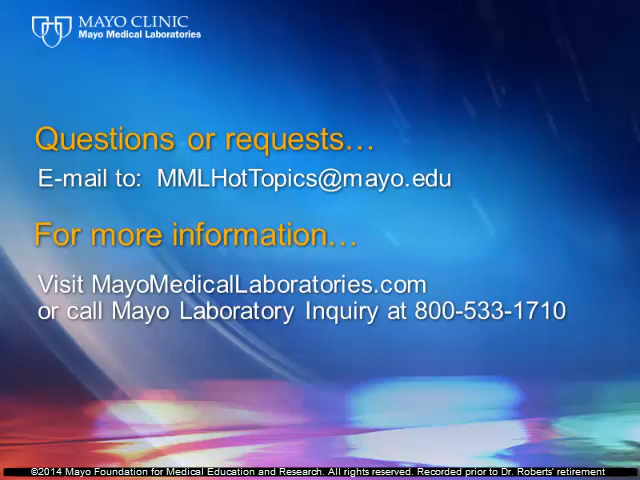 MAYO CLINIC
Mayo Medical Laboratories
Questions or requests…
E-mail to: MMLHotTopics@mayo.edu
For more information…
Visit MayoMedicalLaboratories.com
or call Mayo Laboratory Inquiry at 800-533-1710
©2014 Mayo Foundation for Medical Education and Research. All rights reserved. Recorded prior to Dr. Roberts' retirement